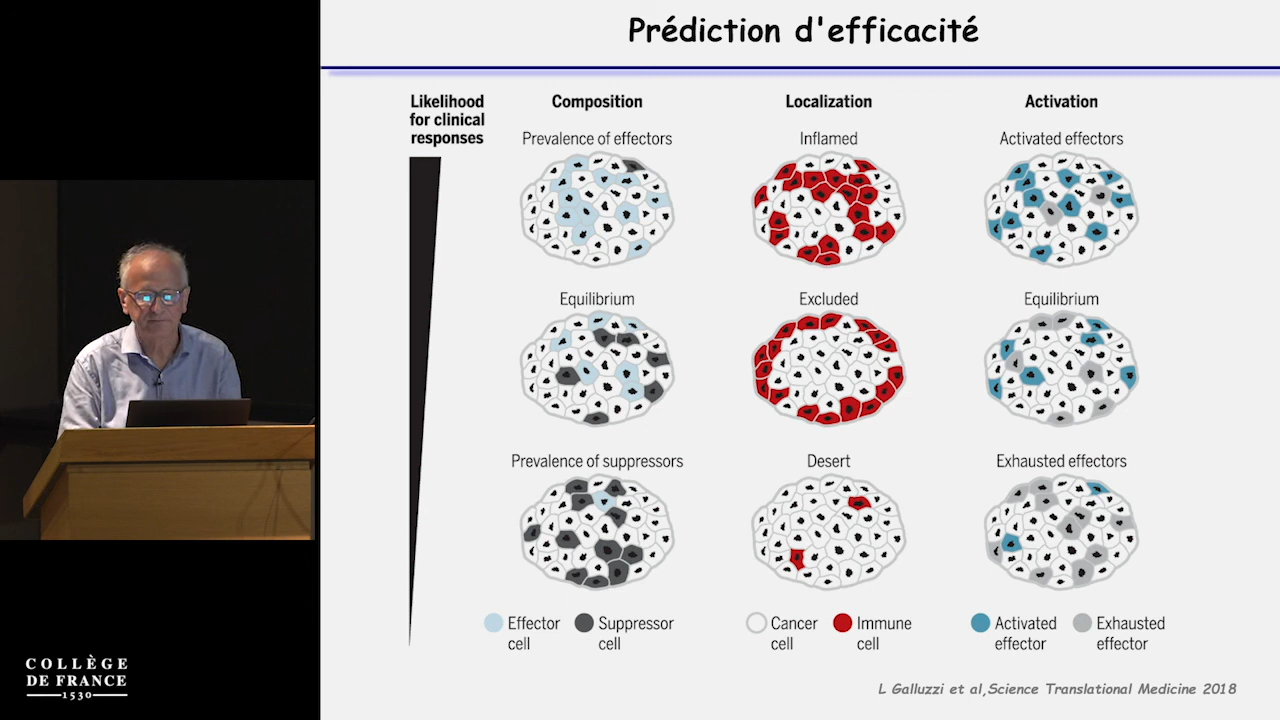 Prédiction d'efficacité
Likelihood
for clinical
responses
Composition
Localization
Activation
Prevalence of effectors
Inflamed
Activated effectors
Equilibrium
Excluded
Equilibrium
Prevalence of suppressors
Desert
Exhausted effectors
Effector
cell
Suppressor
cell
Cancer
cell
Immune
cell
Activated
effector
Exhausted
effector
L Galluzzi et al,Science Translational Medicine 2018
COLLÈGE
DE FRANCE
1530